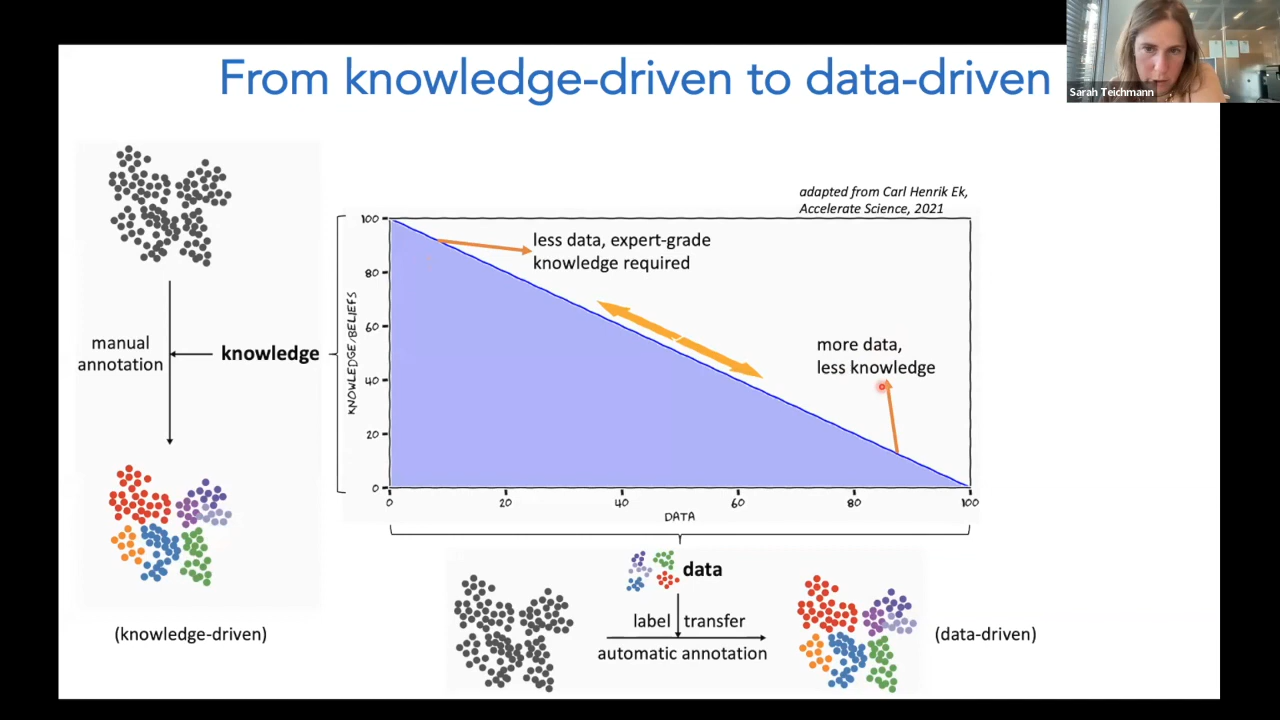 From knowledge-driven to data-driven
Sarah Teichmann
adapted from Carl Henrik Ek,
Accelerate Science, 2021
manual
annotation
knowledge
(knowledge-driven)
KNOWLEDGE/BELIEFS
100
80
60
40
20
0
less data, expert-grade
knowledge required
more data,
less knowledge
0 20 40 60 80 100
DATA
data
label transfer
automatic annotation
(data-driven)